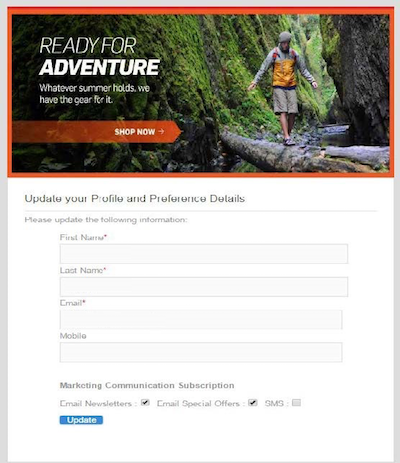 READY FOR
ADVENTURE
Whatever summer holds, we
have the gear for it.
SHOP NOW →
Update your Profile and Preference Details
Please update the following information:
First Name*
Last Name*
Email*
Mobile
Marketing Communication Subscription
Email Newsletters : Email Special Offers : SMS :
Update